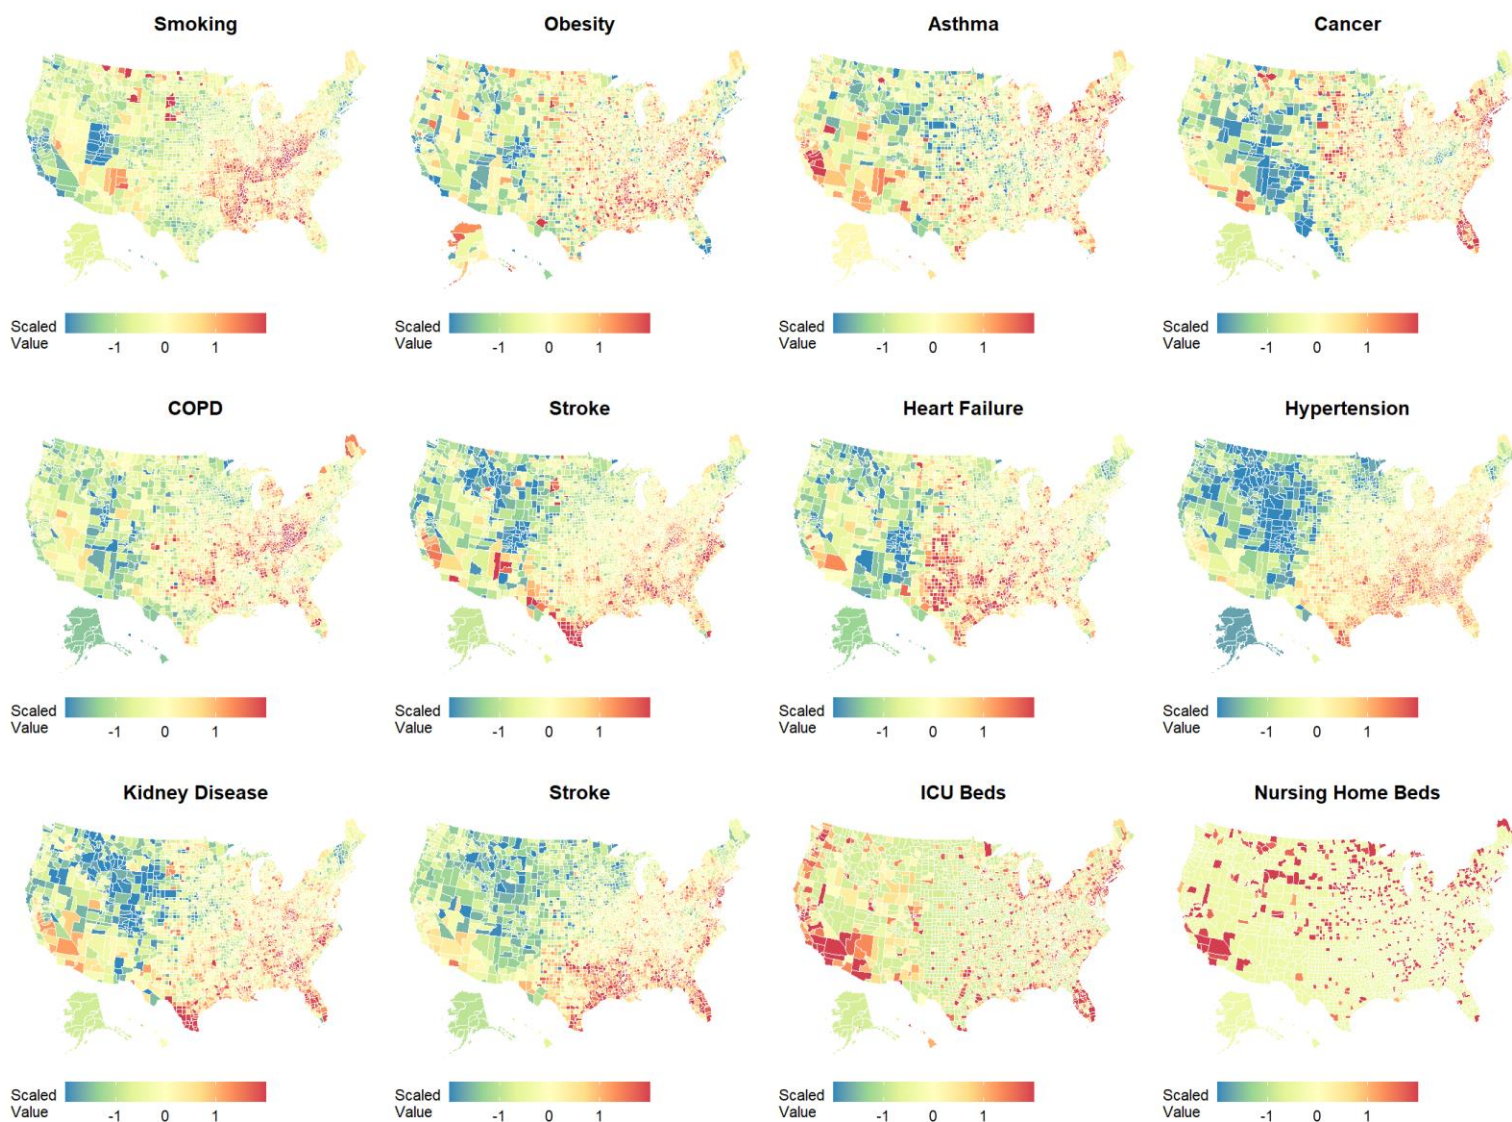 Smoking
Obesity
Asthma
Cancer
Scaled
Value
-1 0 1
Scaled
Value
-1 0 1
Scaled
Value
-1 0 1
Scaled
Value
-1 0 1
COPD
Stroke
Heart Failure
Hypertension
Scaled
Value
-1 0 1
Scaled
Value
-1 0 1
Scaled
Value
-1 0 1
Scaled
Value
-1 0 1
Kidney Disease
Stroke
ICU Beds
Nursing Home Beds
Scaled
Value
-1 0 1
Scaled
Value
-1 0 1
Scaled
Value
-1 0 1
Scaled
Value
-1 0 1